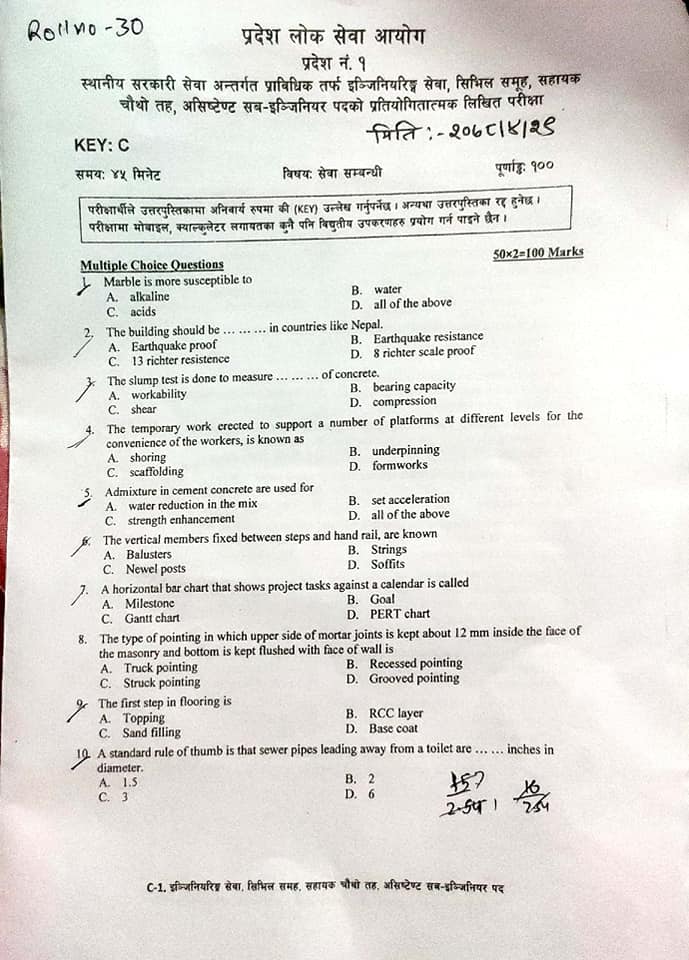 Rollno -30
प्रदेश लोक सेवा आयोग
प्रदेश नं. १
स्थानीय सरकारी सेवा अन्तर्गत प्राविधिक तर्फ इञ्जिनियरिङ्ग सेवा, सिभिल समूह, सहायक
चौथो तह, असिष्टेण्ट सब-इञ्जिनियर पदको प्रतियोगितात्मक लिखित परीक्षा
मिति :-२०७८/४/२९
KEY: C
समय: ४५ मिनेट विषय: सेवा सम्बन्धी पूर्णाङ्क: १००
परीक्षार्थीले उत्तरपुस्तिकामा अनिवार्य रुपमा की (KEY) उल्लेख गर्नुपर्नेछ । अन्यथा उत्तरपुस्तिका रद्द हुनेछ ।
परीक्षामा मोबाइल, क्याल्कुलेटर लगायतका कुनै पनि विद्युतीय उपकरणहरु प्रयोग गर्न पाइने छैन ।
50×2=100 Marks
Multiple Choice Questions
1. Marble is more susceptible to
A. alkaline B. water
C. acids D. all of the above
2. The building should be ... ... ... in countries like Nepal.
A. Earthquake proof B. Earthquake resistance
C. 13 richter resistence D. 8 richter scale proof
3. The slump test is done to measure ... ... ... of concrete.
A. workability B. bearing capacity
C. shear D. compression
4. The temporary work erected to support a number of platforms at different levels for the
convenience of the workers, is known as
A. shoring B. underpinning
C. scaffolding D. formworks
5. Admixture in cement concrete are used for
A. water reduction in the mix B. set acceleration
C. strength enhancement D. all of the above
6. The vertical members fixed between steps and hand rail, are known
A. Balusters B. Strings
C. Newel posts D. Soffits
7. A horizontal bar chart that shows project tasks against a calendar is called
A. Milestone B. Goal
C. Gantt chart D. PERT chart
8. The type of pointing in which upper side of mortar joints is kept about 12 mm inside the face of
the masonry and bottom is kept flushed with face of wall is
A. Truck pointing B. Recessed pointing
C. Struck pointing D. Grooved pointing
9. The first step in flooring is
A. Topping B. RCC layer
C. Sand filling D. Base coat
10. A standard rule of thumb is that sewer pipes leading away from a toilet are ... ... inches in
diameter.
A. 1.5 B. 2
C. 3 D. 6
C-1, इञ्जिनियरिङ्ग सेवा, सिभिल समह, सहायक चौथो तह, असिष्टेण्ट सब-इञ्जिनियर पद